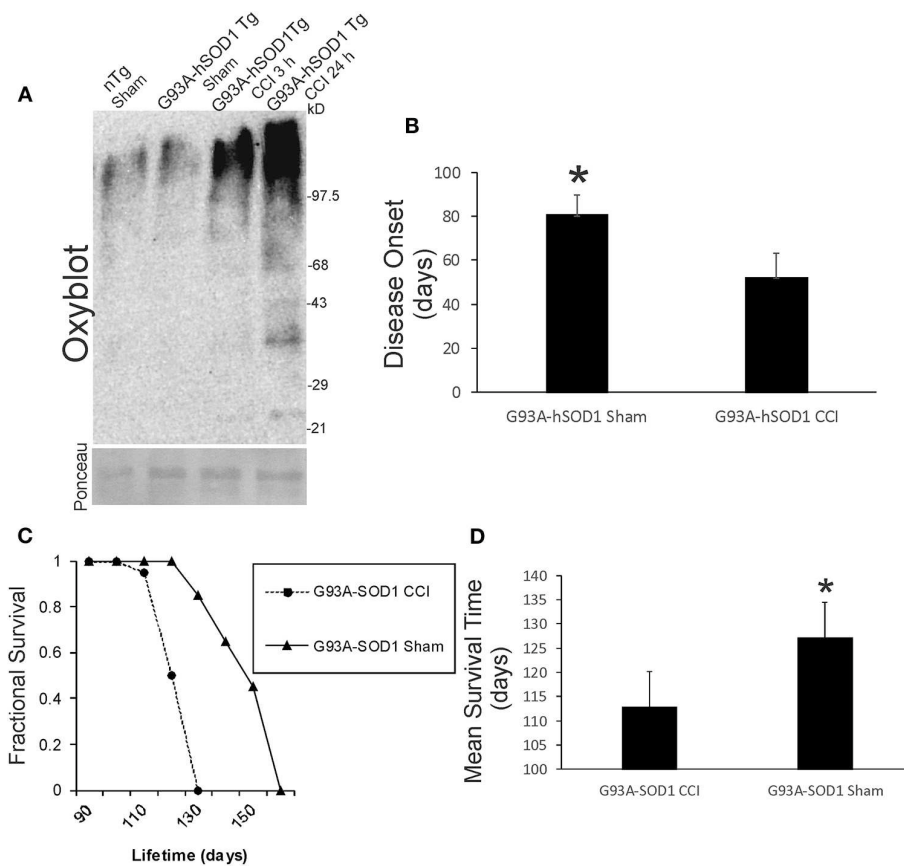 A
nTg
Sham
G93A-hSOD1 Tg
Sham
G93A-hSOD1Tg
CCI 3 h
G93A-hSOD1 Tg
CCI 24 h
kD
-97.5
-68
-43
-29
-21
Oxyblot
Ponceau
B
Disease Onset
(days)
100
80
60
40
20
0
*
G93A-hSOD1 Sham
G93A-hSOD1 CCI
C
Fractional Survival
1
0.8
0.6
0.4
0.2
0
90
110
130
150
Lifetime (days)
G93A-SOD1 CCI
G93A-SOD1 Sham
D
Mean Survival Time
(days)
140
135
130
125
120
115
110
105
100
*
G93A-SOD1 CCI
G93A-SOD1 Sham